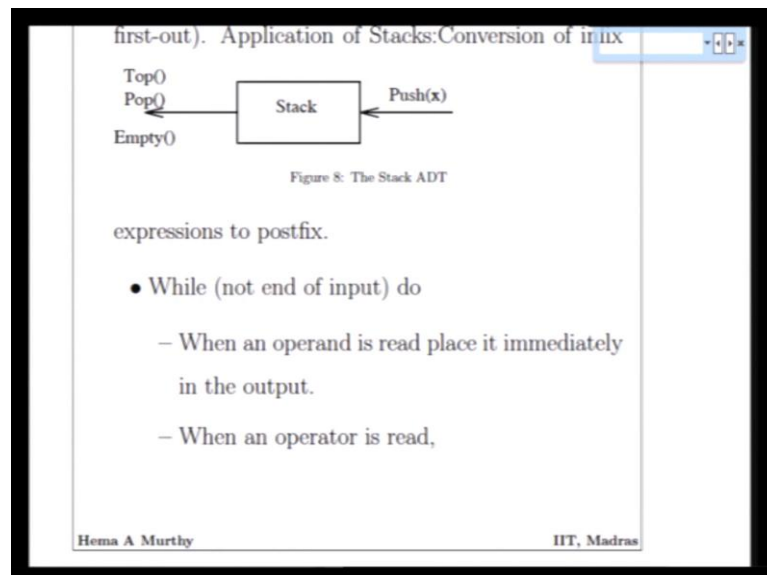 first-out). Application of Stacks:Conversion of infix
Top()
Pop()
Stack
Push(x)
Empty()
Figure 8: The Stack ADT
expressions to postfix.
• While (not end of input) do
– When an operand is read place it immediately
in the output.
– When an operator is read,
Hema A Murthy
IIT, Madras